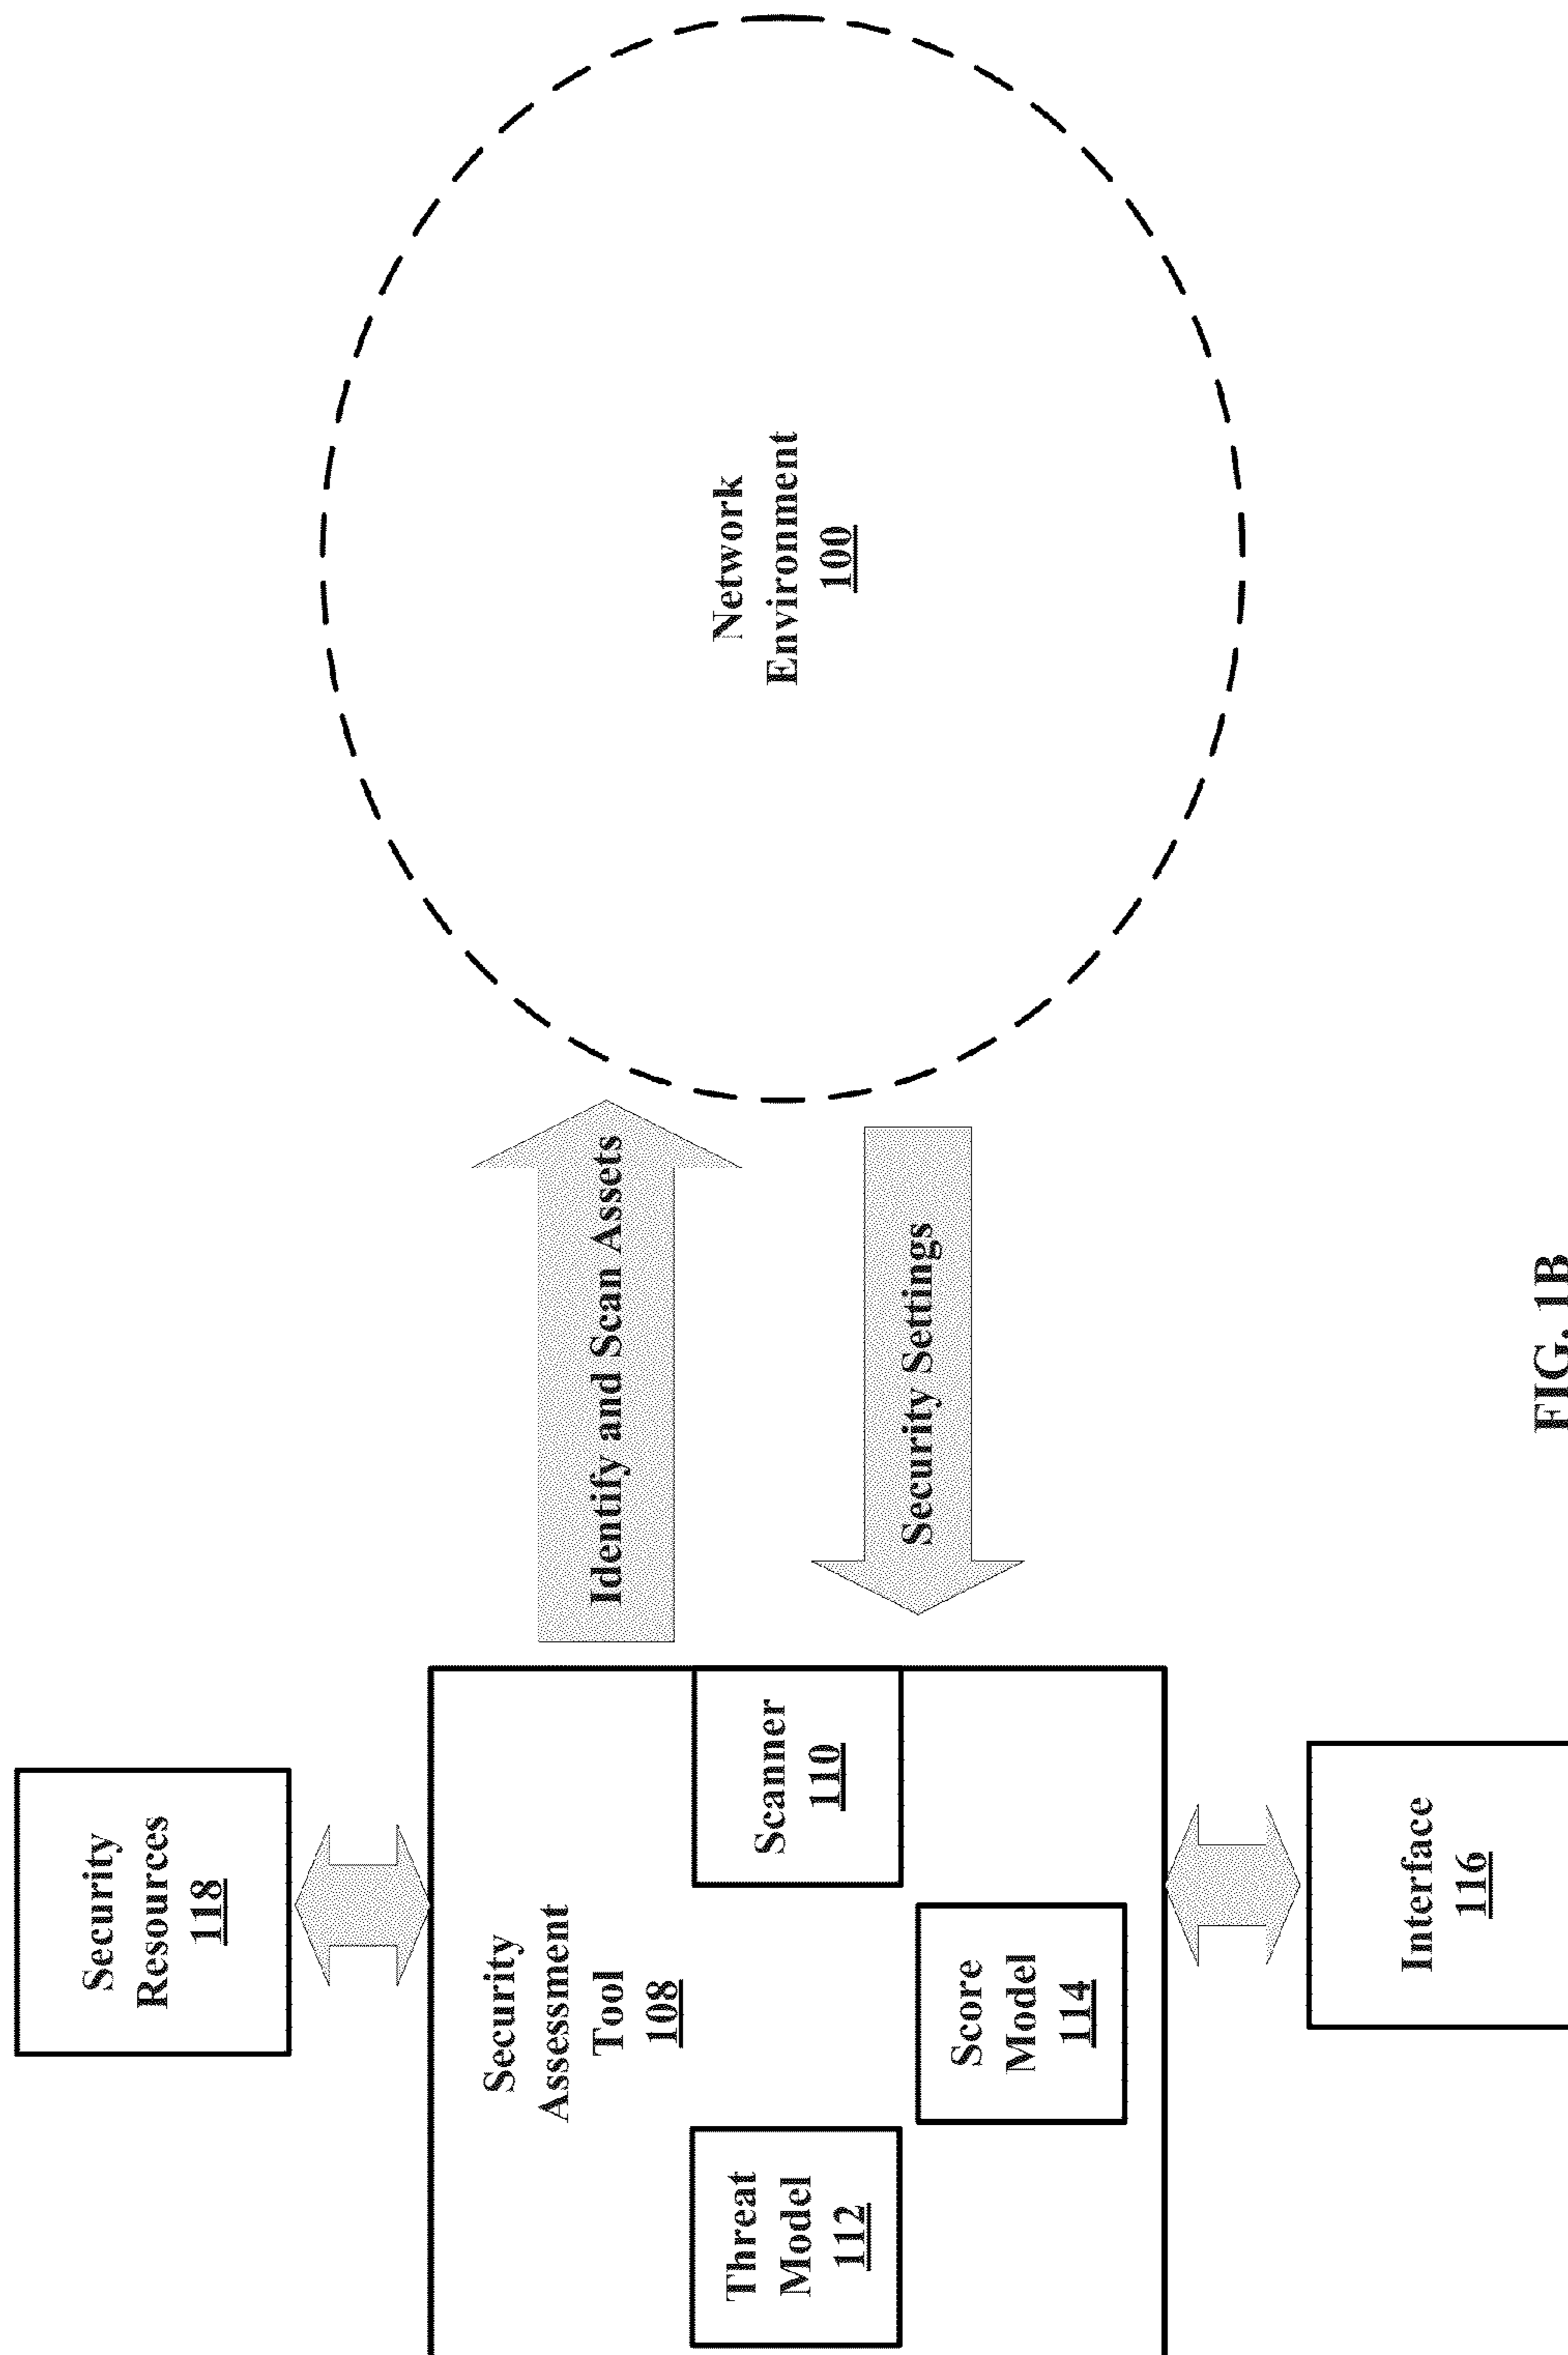 Security
Resources
118
Security
Assessment
Tool
108
Threat
Model
112
Scanner
110
Score
Model
114
Interface
116
Identify and Scan Assets
Security Settings
Network
Environment
100
FIG. 1B